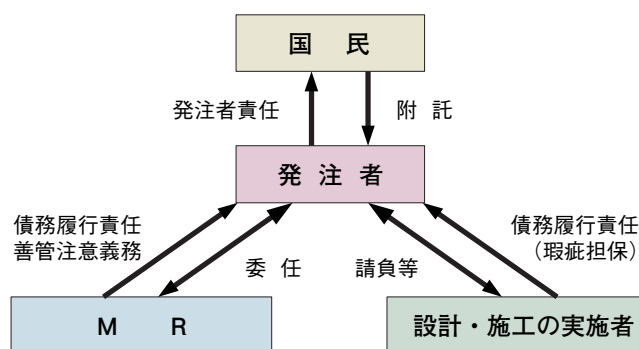 国 民
発注者責任
附 託
発 注 者
債務履行責任
善管注意義務
委 任
請負等
債務履行責任
（瑕疵担保）
M R
設計・施工の実施者